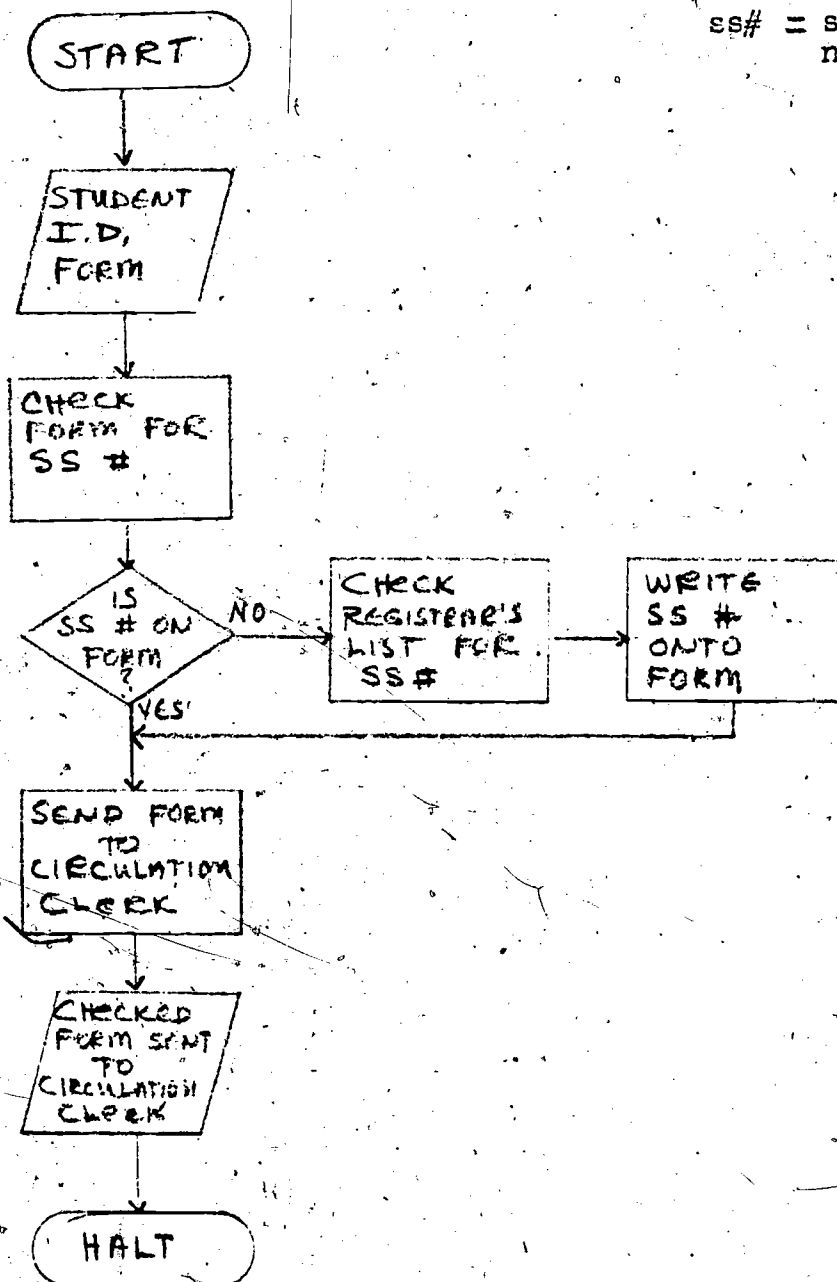 ss# = s
n
START
STUDENT
I.D,
FORM
CHECK
FORM FOR
SS #
IS
SS # ON
FORM
?
NO
YES
CHECK
REGISTRAR'S
LIST FOR
SS#
WRITE
SS #
ONTO
FORM
SEND FORM
TO
CIRCULATION
CLERK
CHECKED
FORM SENT
TO
CIRCULATION
CLERK
HALT